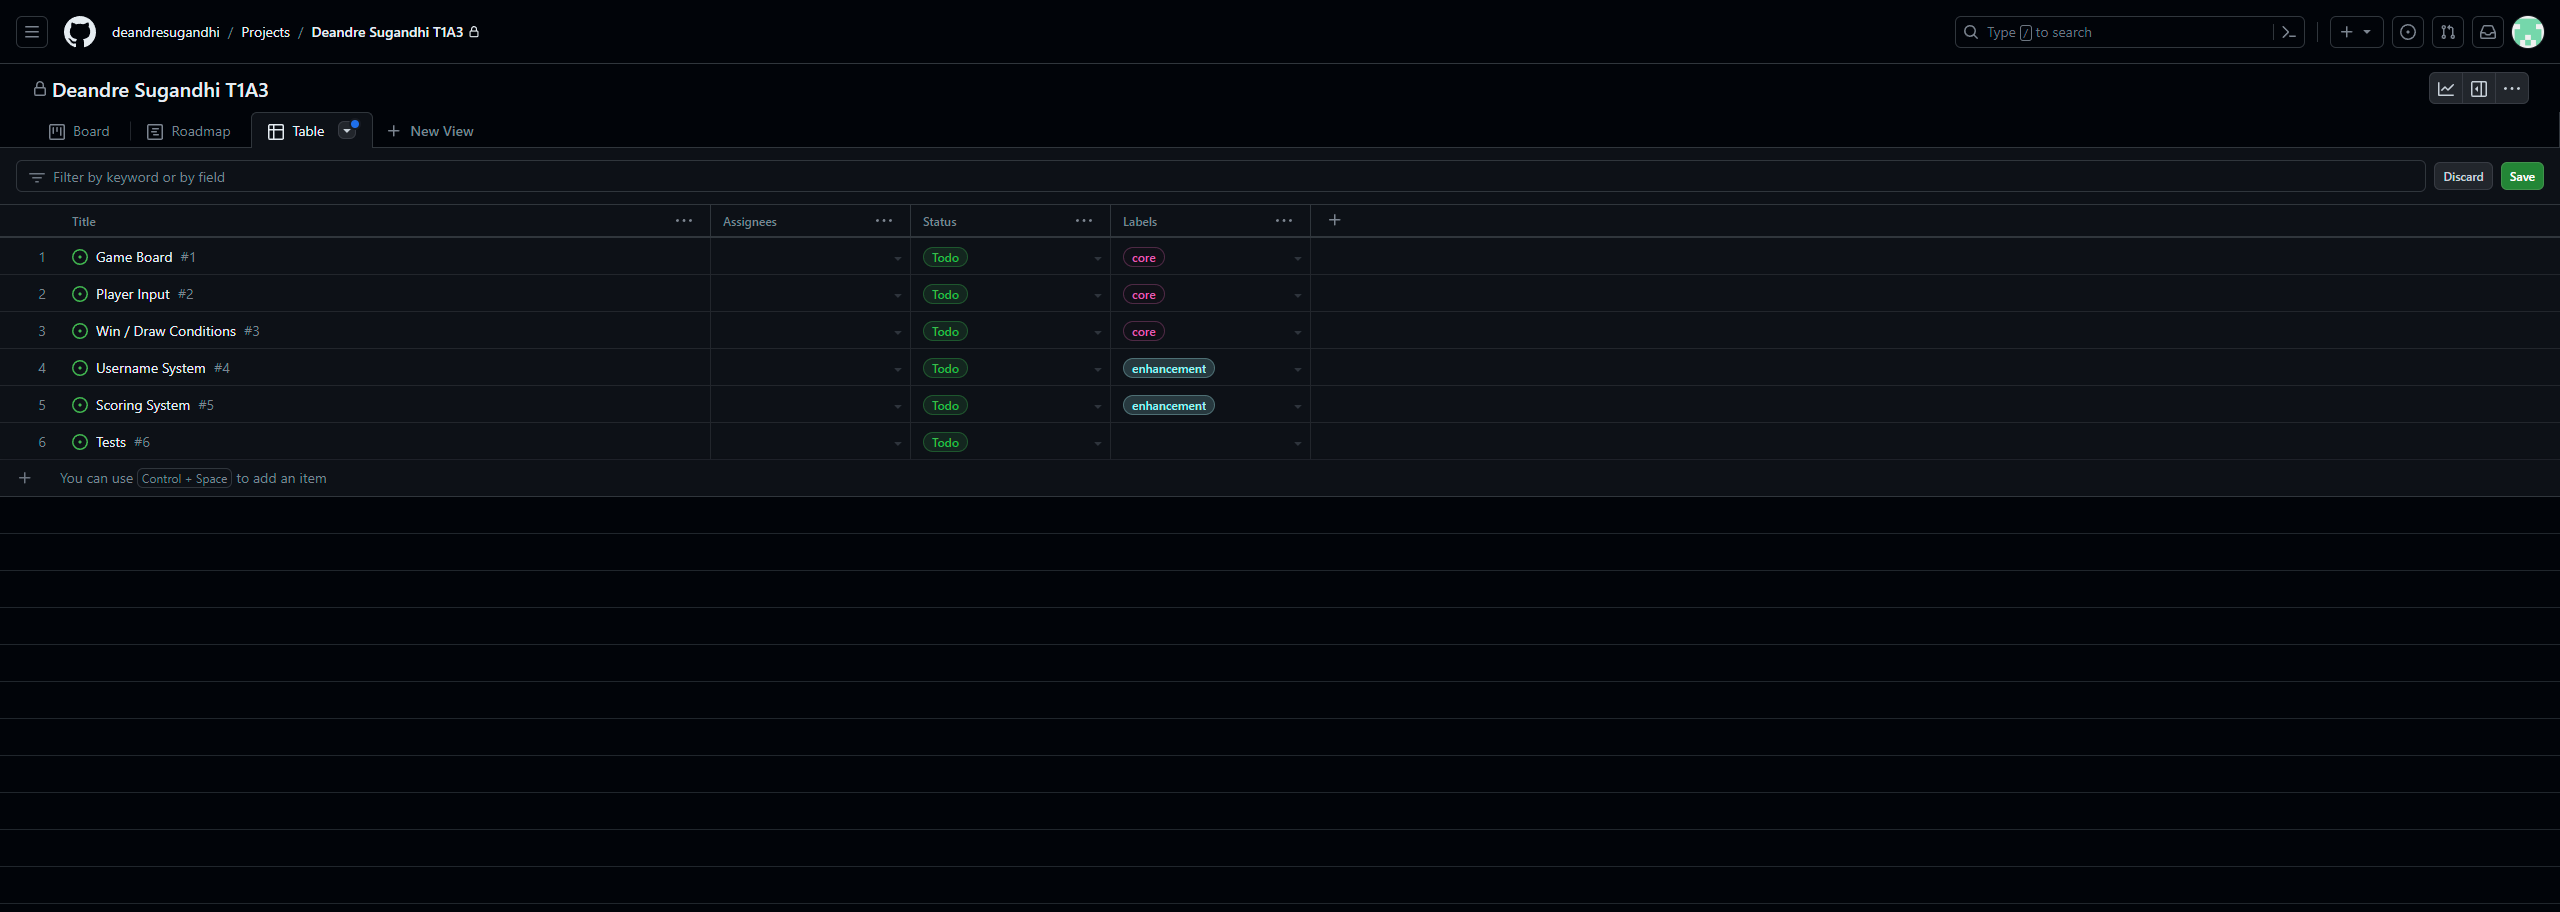 deandresugandhi / Projects / Deandre Sugandhi T1A3
Type / to search
Deandre Sugandhi T1A3
Board Roadmap Table New View
Filter by keyword or by field Discard Save
Title Assignees Status Labels
1 Game Board #1 Todo core
2 Player Input #2 Todo core
3 Win / Draw Conditions #3 Todo core
4 Username System #4 Todo enhancement
5 Scoring System #5 Todo enhancement
6 Tests #6 Todo
You can use Control + Space to add an item